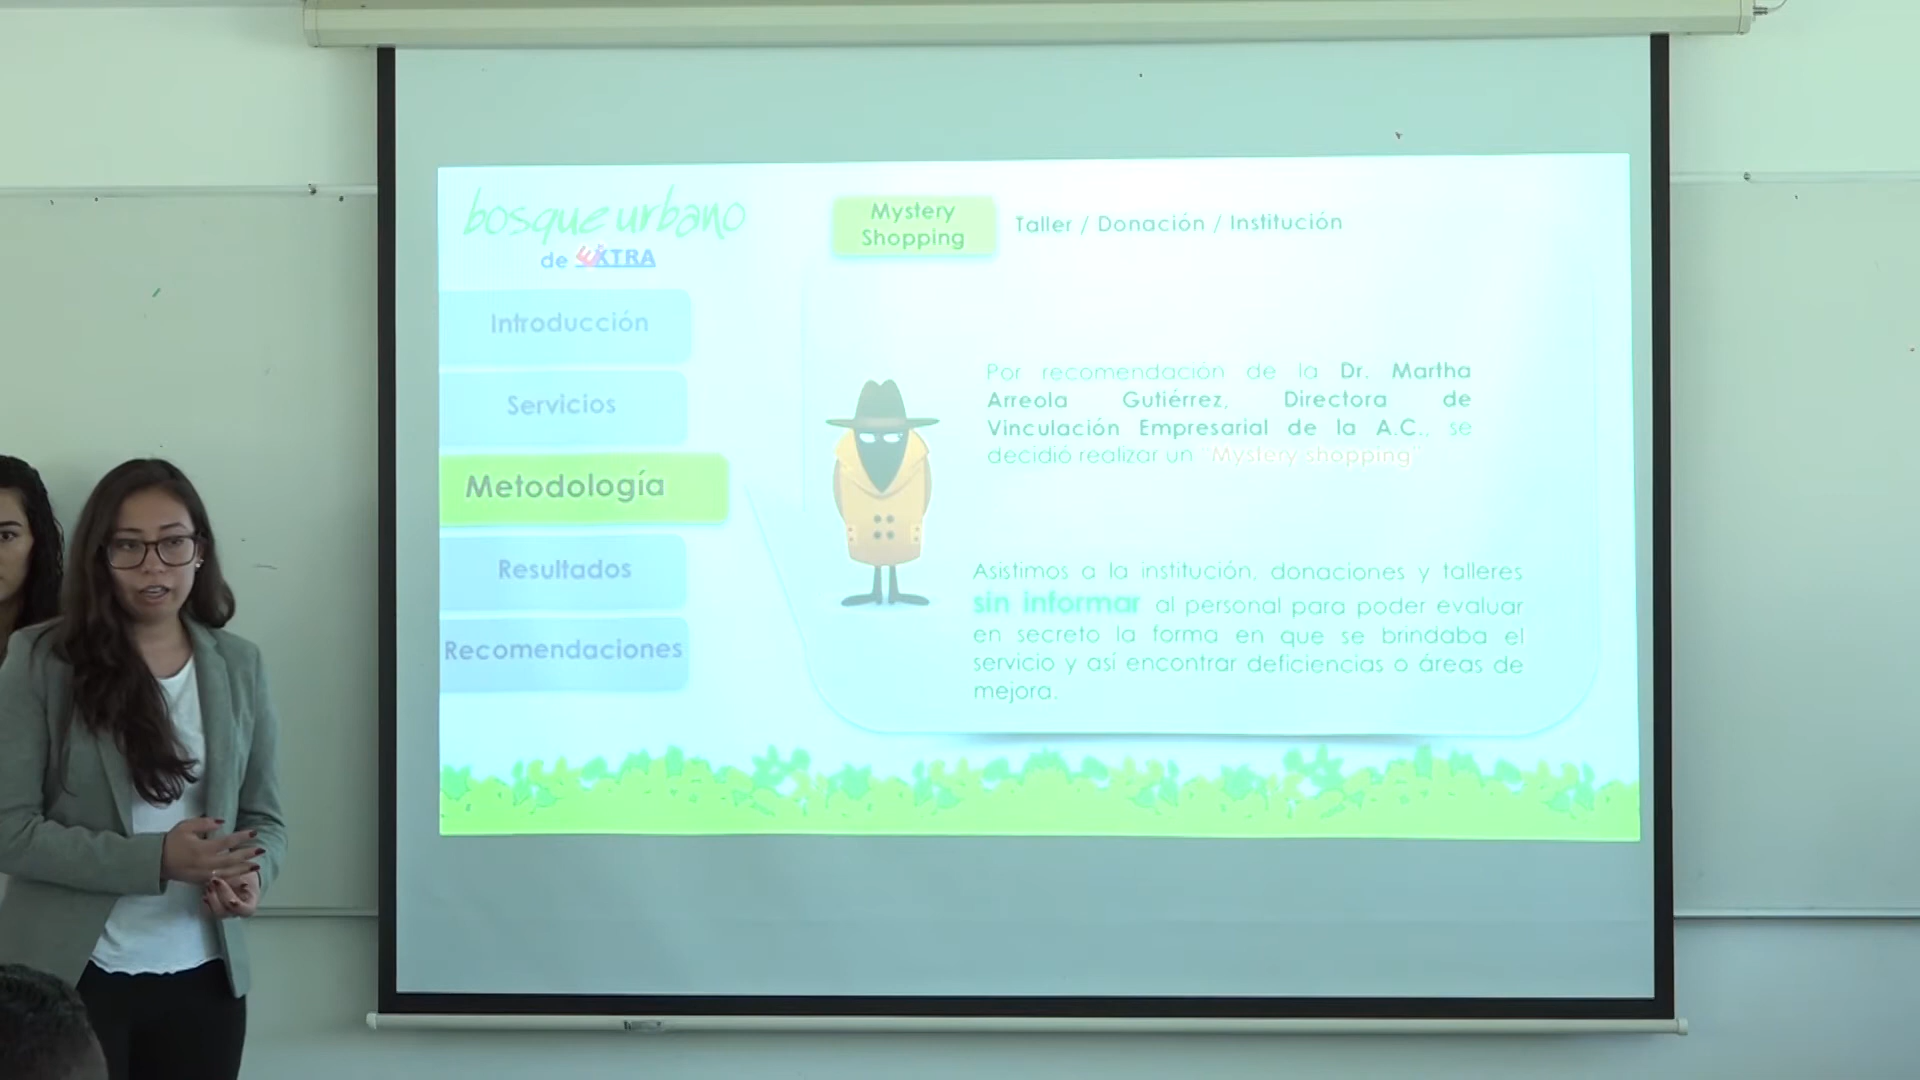 bosque urbano
de EXTRA
Introducción
Servicios
Metodología
Resultados
Recomendaciones
Mystery
Shopping
Taller / Donación / Institución
Por recomendación de la Dr. Martha
Arreola Gutiérrez, Directora de
Vinculación Empresarial de la A.C., se
decidió realizar un "Mystery shopping"
Asistimos a la institución, donaciones y talleres
sin informar al personal para poder evaluar
en secreto la forma en que se brindaba el
servicio y así encontrar deficiencias o áreas de
mejora.